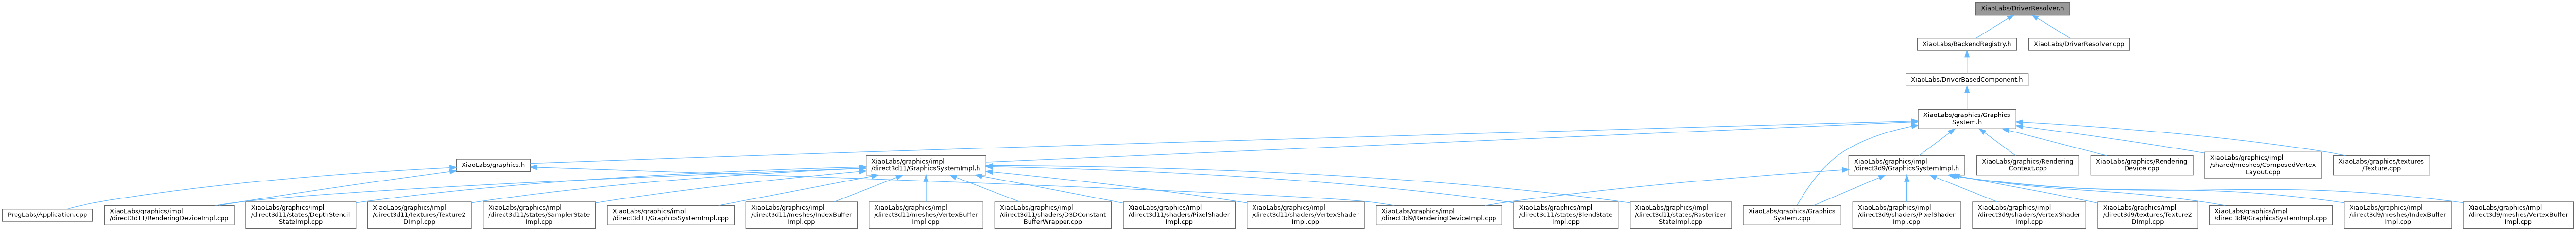 XiaoLabs/DriverResolver.h
XiaoLabs/BackendRegistry.h
XiaoLabs/DriverResolver.cpp
XiaoLabs/DriverBasedComponent.h
XiaoLabs/graphics/Graphics
System.h
XiaoLabs/graphics.h
XiaoLabs/graphics/impl
/direct3d11/GraphicsSystemImpl.h
XiaoLabs/graphics/impl
/direct3d9/GraphicsSystemImpl.h
XiaoLabs/graphics/Rendering
Context.cpp
XiaoLabs/graphics/Rendering
Device.cpp
XiaoLabs/graphics/impl
/shared/meshes/ComposedVertex
Layout.cpp
XiaoLabs/graphics/textures
/Texture.cpp
ProgLabs/Application.cpp
XiaoLabs/graphics/impl
/direct3d11/RenderingDeviceImpl.cpp
XiaoLabs/graphics/impl
/direct3d11/states/DepthStencil
StateImpl.cpp
XiaoLabs/graphics/impl
/direct3d11/textures/Texture2
DImpl.cpp
XiaoLabs/graphics/impl
/direct3d11/states/SamplerState
Impl.cpp
XiaoLabs/graphics/impl
/direct3d11/GraphicsSystemImpl.cpp
XiaoLabs/graphics/impl
/direct3d11/meshes/IndexBuffer
Impl.cpp
XiaoLabs/graphics/impl
/direct3d11/meshes/VertexBuffer
Impl.cpp
XiaoLabs/graphics/impl
/direct3d11/shaders/D3DConstant
BufferWrapper.cpp
XiaoLabs/graphics/impl
/direct3d11/shaders/PixelShader
Impl.cpp
XiaoLabs/graphics/impl
/direct3d11/shaders/VertexShader
Impl.cpp
XiaoLabs/graphics/impl
/direct3d9/RenderingDeviceImpl.cpp
XiaoLabs/graphics/impl
/direct3d11/states/BlendState
Impl.cpp
XiaoLabs/graphics/impl
/direct3d11/states/Rasterizer
StateImpl.cpp
XiaoLabs/graphics/Graphics
System.cpp
XiaoLabs/graphics/impl
/direct3d9/shaders/PixelShader
Impl.cpp
XiaoLabs/graphics/impl
/direct3d9/shaders/VertexShader
Impl.cpp
XiaoLabs/graphics/impl
/direct3d9/textures/Texture2
DImpl.cpp
XiaoLabs/graphics/impl
/direct3d9/GraphicsSystemImpl.cpp
XiaoLabs/graphics/impl
/direct3d9/meshes/IndexBuffer
Impl.cpp
XiaoLabs/graphics/impl
/direct3d9/meshes/VertexBuffer
Impl.cpp